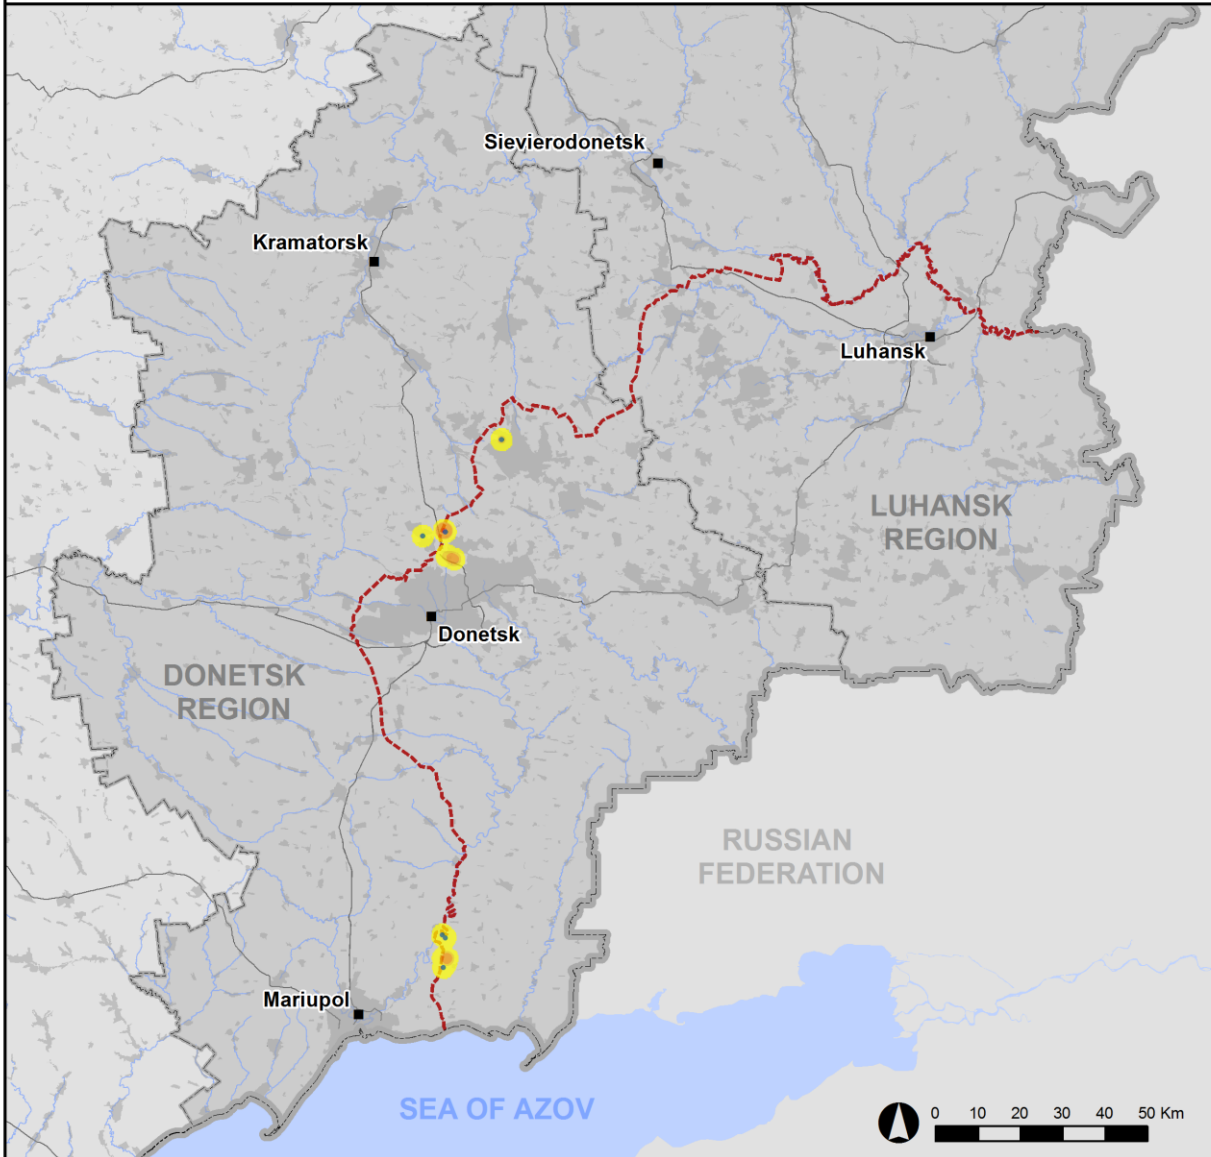 Sievierodonetsk
Kramatorsk
Luhansk
LUHANSK
REGION
Donetsk
DONETSK
REGION
RUSSIAN
FEDERATION
Mariupol
SEA OF AZOV
0 10 20 30 40 50 Km